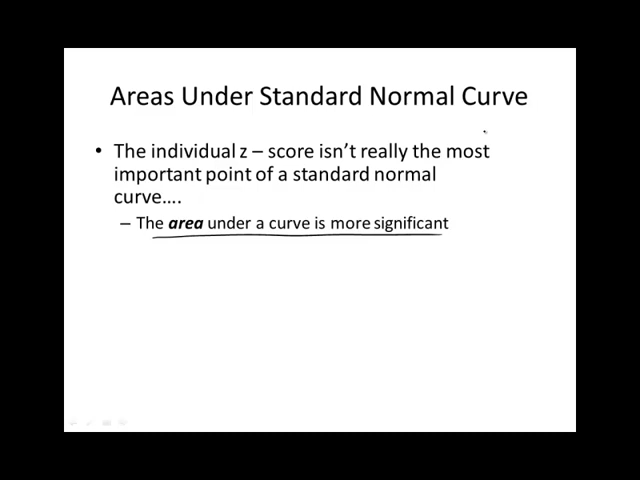 Areas Under Standard Normal Curve
• The individual z – score isn't really the most
important point of a standard normal
curve….
– The area under a curve is more significant